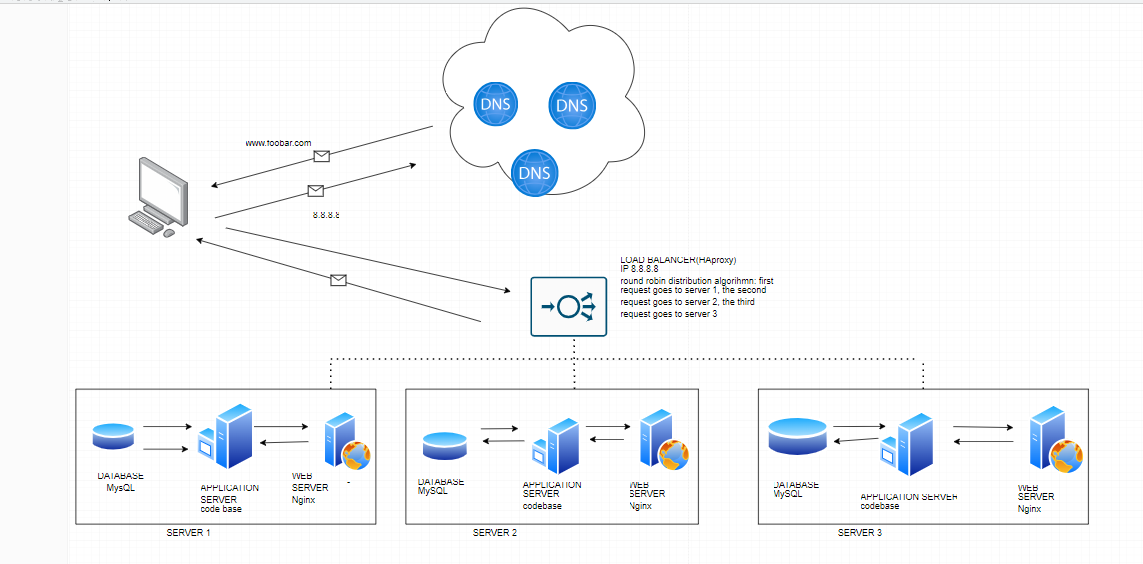 DNS
DNS
DNS
www.foobar.com
8.8.8.8
LOAD BALANCER(HAproxy)
IP 8.8.8.8
round robin distribution algorihmn: first
request goes to server 1, the second
request goes to server 2, the third
request goes to server 3
DATABASE
MysQL
APPLICATION
SERVER
code base
WEB
SERVER
Nginx
-
SERVER 1
DATABASE
MySQL
APPLICATION
SERVER
codebase
WEB
SERVER
Nginx
SERVER 2
DATABASE
MySQL
APPLICATION SERVER
codebase
WEB
SERVER
Nginx
SERVER 3